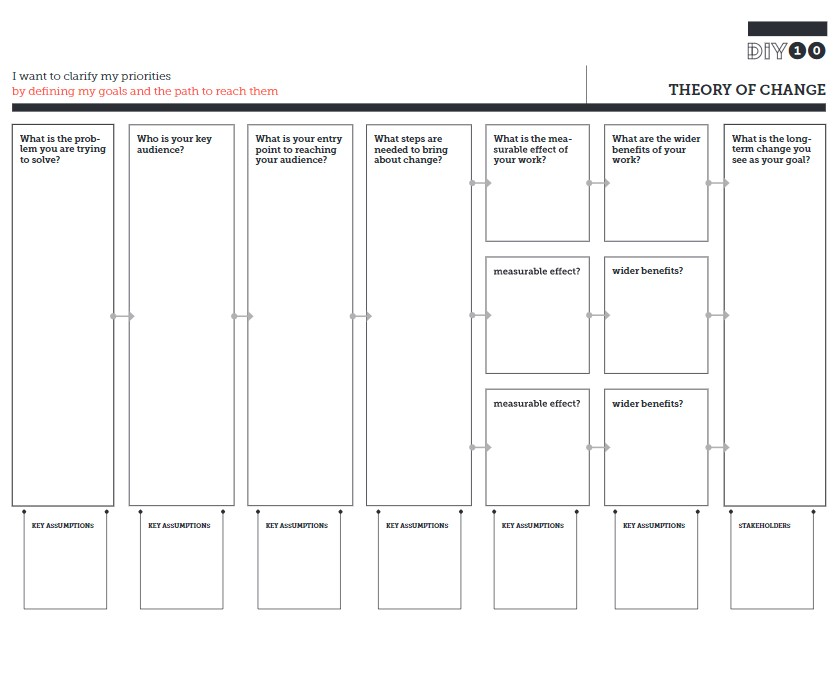 DIY10
I want to clarify my priorities
by defining my goals and the path to reach them
THEORY OF CHANGE
What is the prob-
lem you are trying
to solve?
Who is your key
audience?
What is your entry
point to reaching
your audience?
What steps are
needed to bring
about change?
What is the mea-
surable effect of
your work?
What are the wider
benefits of your
work?
What is the long-
term change you
see as your goal?
measurable effect?
wider benefits?
measurable effect?
wider benefits?
KEY ASSUMPTIONS
KEY ASSUMPTIONS
KEY ASSUMPTIONS
KEY ASSUMPTIONS
KEY ASSUMPTIONS
KEY ASSUMPTIONS
STAKEHOLDERS